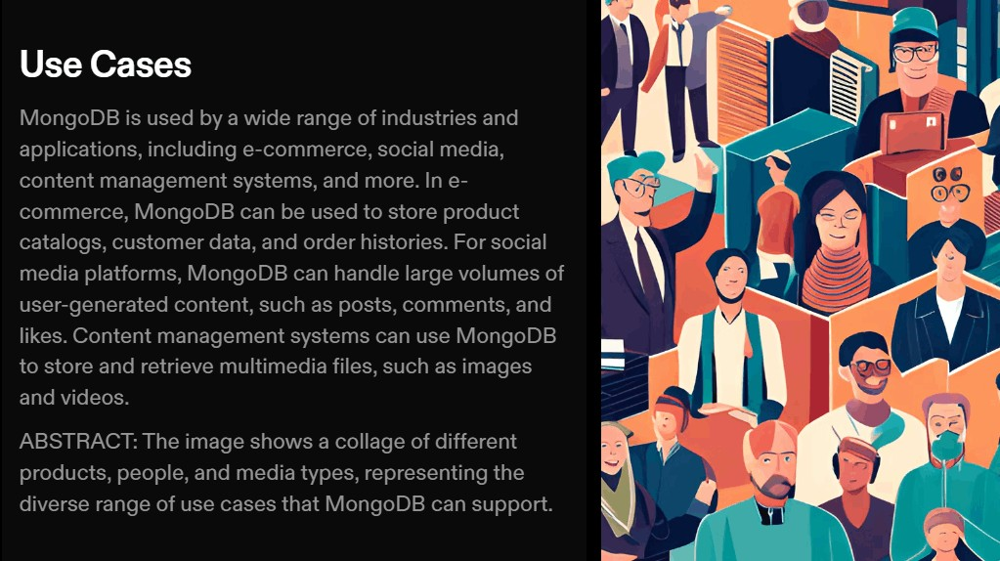 Use Cases
MongoDB is used by a wide range of industries and
applications, including e-commerce, social media,
content management systems, and more. In e-
commerce, MongoDB can be used to store product
catalogs, customer data, and order histories. For social
media platforms, MongoDB can handle large volumes of
user-generated content, such as posts, comments, and
likes. Content management systems can use MongoDB
to store and retrieve multimedia files, such as images
and videos.
ABSTRACT: The image shows a collage of different
products, people, and media types, representing the
diverse range of use cases that MongoDB can support.